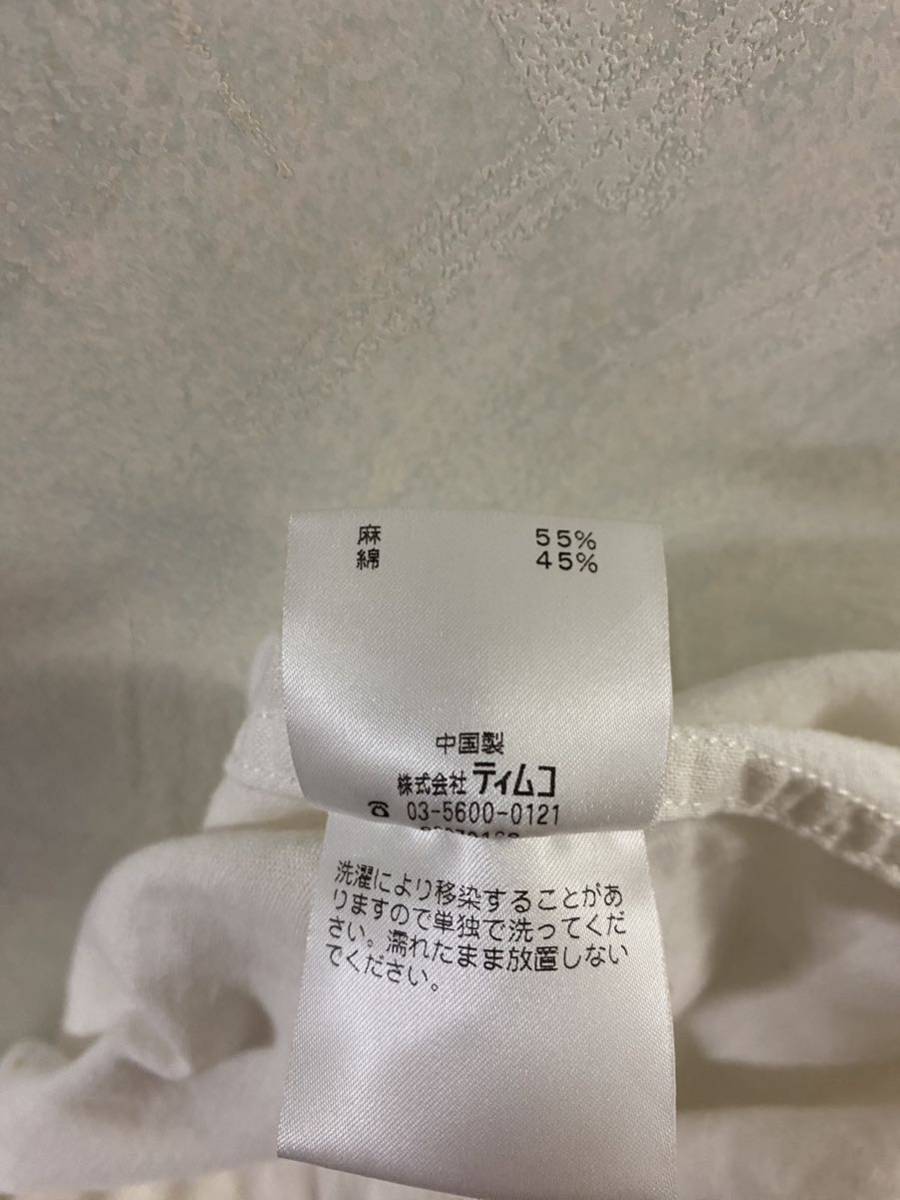 麻 55%
綿 45%
中国製
株式会社 ティムコ
☎ 03-5600-0121
洗濯により移染することがあ
りますので単独で洗ってくだ
さい。濡れたまま放置しない
でください。